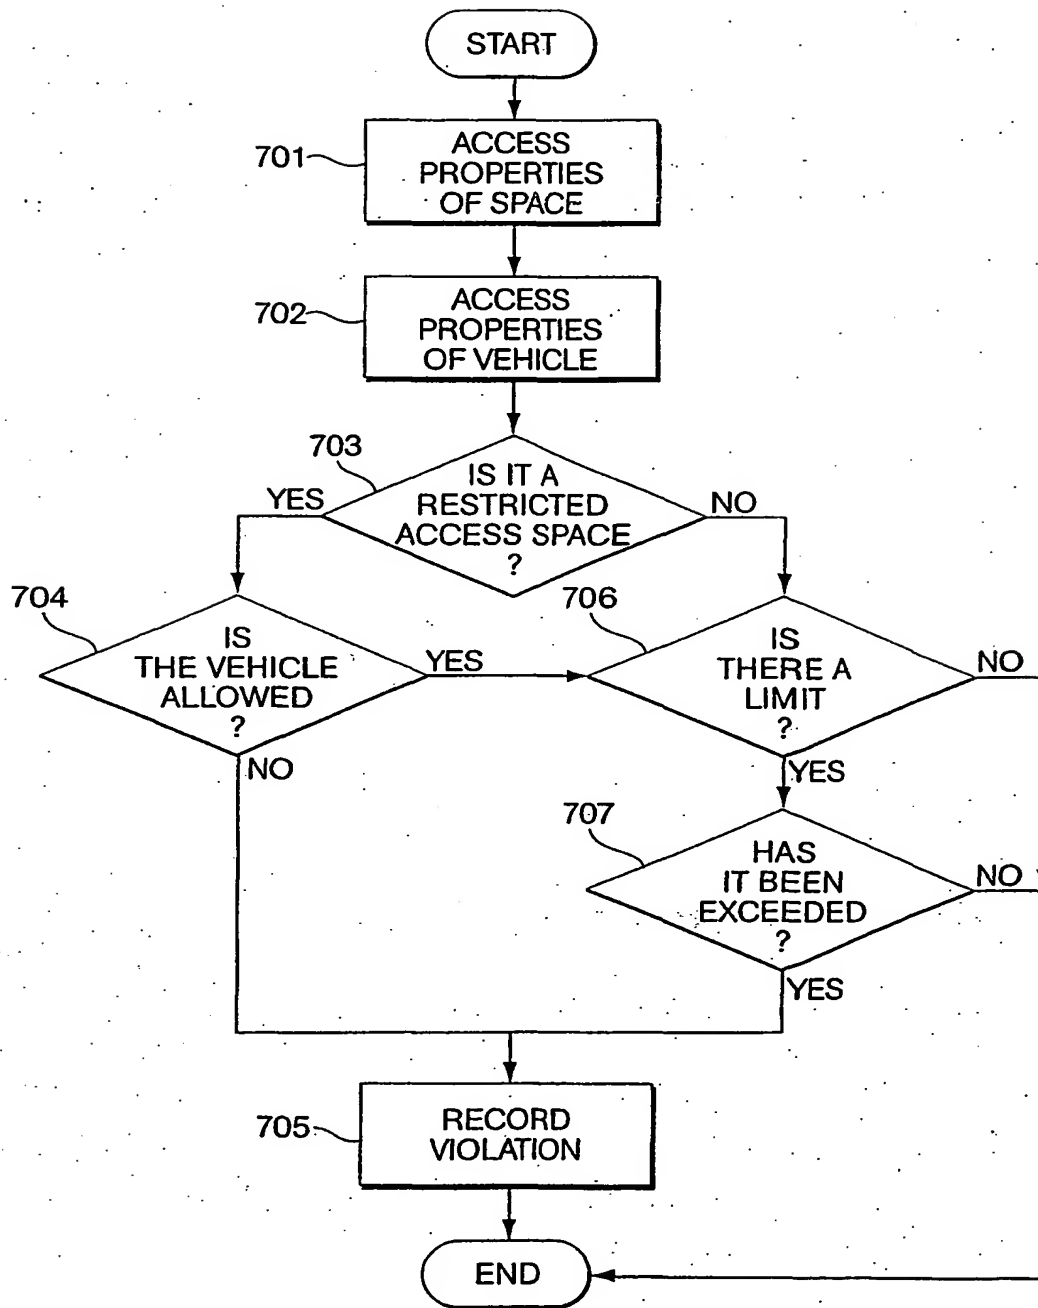 START
701
ACCESS
PROPERTIES
OF SPACE
702
ACCESS
PROPERTIES
OF VEHICLE
703
IS IT A
RESTRICTED
ACCESS SPACE
?
YES
NO
704
IS
THE VEHICLE
ALLOWED
?
YES
NO
706
IS
THERE A
LIMIT
?
NO
YES
707
HAS
IT BEEN
EXCEEDED
?
NO
YES
705
RECORD
VIOLATION
END